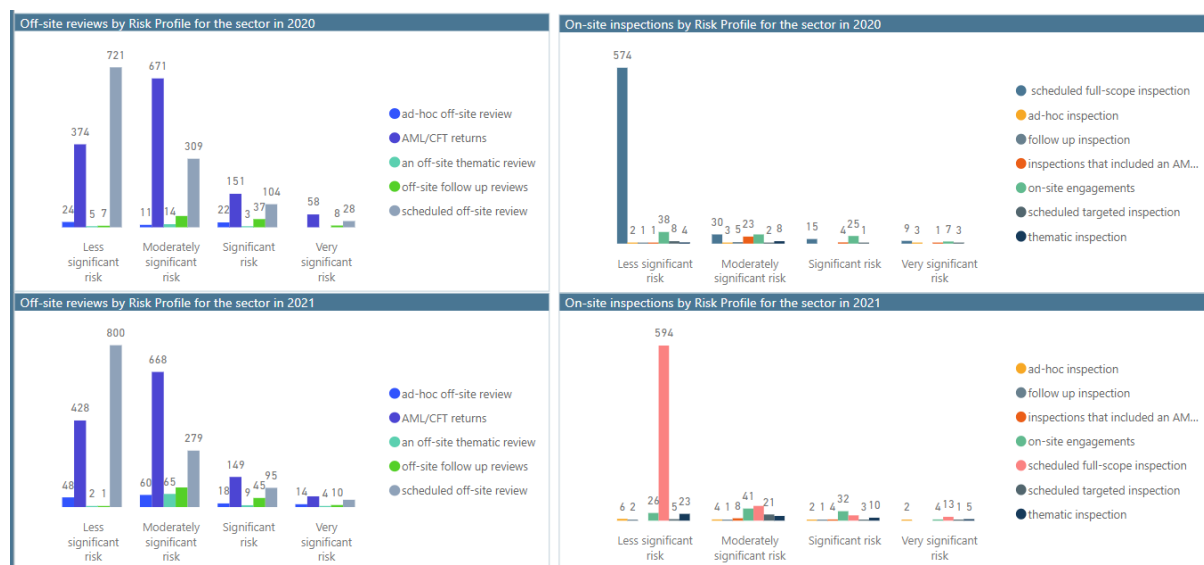 Off-site reviews by Risk Profile for the sector in 2020
721
671
374
309
151
104
58
24
5 7
11
14
22
3
37
8
28
Less significant risk
Moderately significant risk
Significant risk
Very significant risk
ad-hoc off-site review
AML/CFT returns
an off-site thematic review
off-site follow up reviews
scheduled off-site review
On-site inspections by Risk Profile for the sector in 2020
574
2 1 1
38
8 4
30
3 5
23
2 8
15
4
25
1
9 3
1 7 3
Less significant risk
Moderately significant risk
Significant risk
Very significant risk
scheduled full-scope inspection
ad-hoc inspection
follow up inspection
inspections that included an AM...
on-site engagements
scheduled targeted inspection
thematic inspection
Off-site reviews by Risk Profile for the sector in 2021
800
668
428
279
149
95
48
2 1
60
65
18
9
45
14
4 10
Less significant risk
Moderately significant risk
Significant risk
Very significant risk
ad-hoc off-site review
AML/CFT returns
an off-site thematic review
off-site follow up reviews
scheduled off-site review
On-site inspections by Risk Profile for the sector in 2021
594
6 2
26
5
23
4 1 8
41
21
2 1 4
32
3 10
2
4 13 1 5
Less significant risk
Moderately significant risk
Significant risk
Very significant risk
ad-hoc inspection
follow up inspection
inspections that included an AM...
on-site engagements
scheduled full-scope inspection
scheduled targeted inspection
thematic inspection